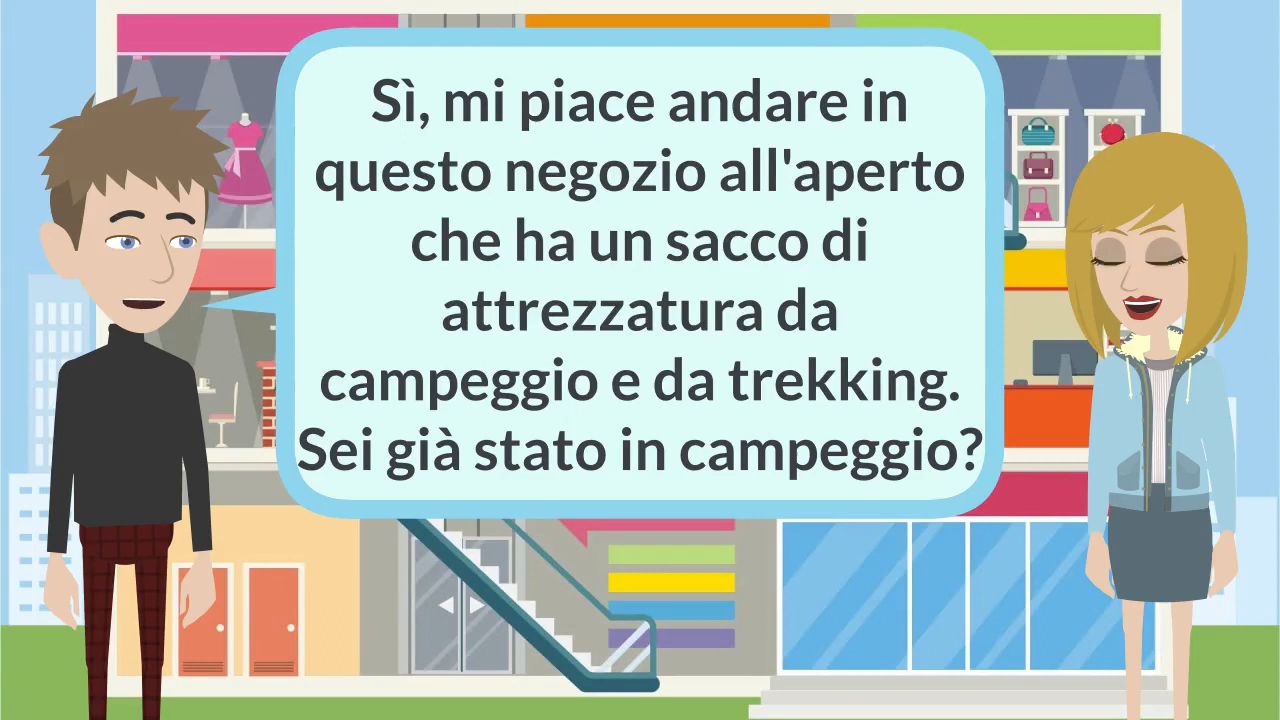 Sì, mi piace andare in
questo negozio all'aperto
che ha un sacco di
attrezzatura da
campeggio e da trekking.
Sei già stato in campeggio?